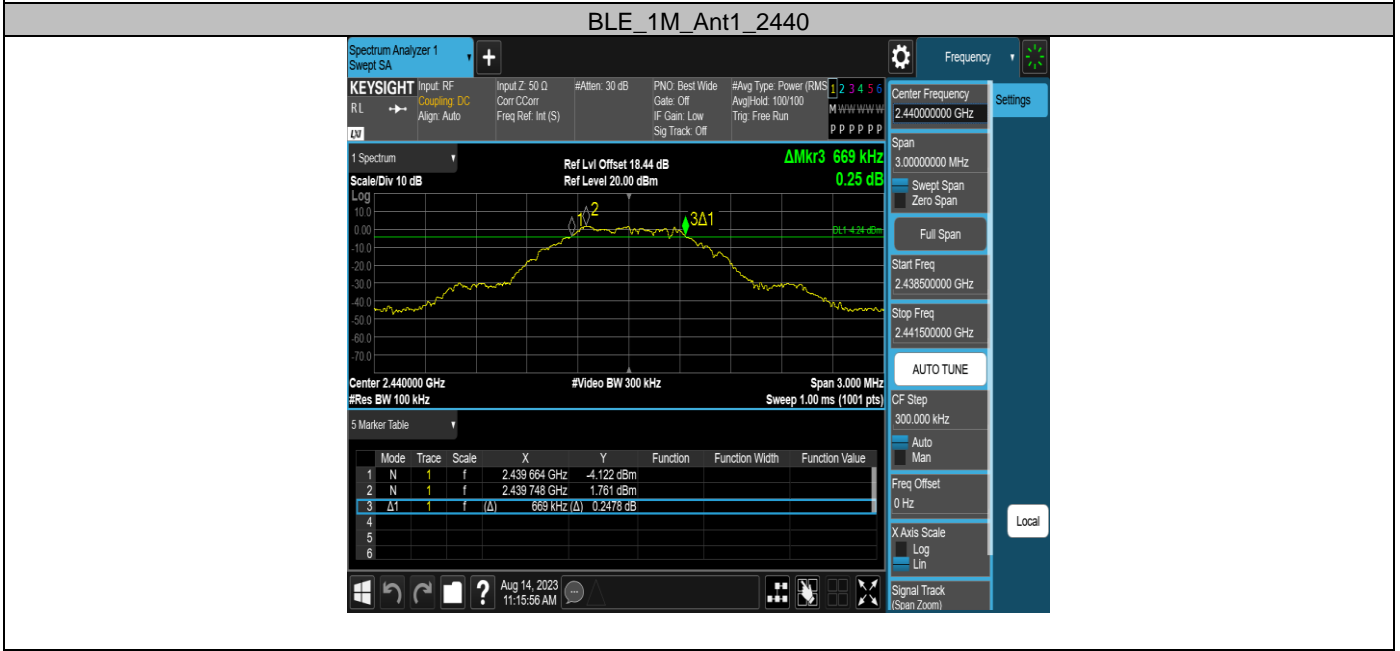 BLE_1M_Ant1_2440
Spectrum Analyzer 1
Swept SA
+
Frequency
KEYSIGHT
RL
LXI
Input: RF
Coupling: DC
Align: Auto
Input Z: 50 Ω
Corr CCorr
Freq Ref: Int (S)
#Atten: 30 dB
PNO: Best Wide
Gate: Off
IF Gain: Low
Sig Track: Off
#Avg Type: Power (RMS
Avg|Hold: 100/100
Trig: Free Run
1 2 3 4 5 6
M W W W W W
P P P P P P
1 Spectrum
Scale/Div 10 dB
Ref Lvl Offset 18.44 dB
Ref Level 20.00 dBm
ΔMkr3 669 kHz
0.25 dB
Log
10.0
0.00
-10.0
-20.0
-30.0
-40.0
-50.0
-60.0
-70.0
1
2
3Δ1
DL1 -4.24 dBm
Center 2.440000 GHz
#Res BW 100 kHz
#Video BW 300 kHz
Span 3.000 MHz
Sweep 1.00 ms (1001 pts)
5 Marker Table
Mode Trace Scale X Y Function Function Width Function Value
1 N 1 f 2.439 664 GHz -4.122 dBm
2 N 1 f 2.439 748 GHz 1.761 dBm
3 Δ1 1 f (Δ) 669 kHz (Δ) 0.2478 dB
4
5
6
?
Aug 14, 2023
11:15:56 AM
Center Frequency
2.440000000 GHz
Span
3.00000000 MHz
Swept Span
Zero Span
Full Span
Start Freq
2.438500000 GHz
Stop Freq
2.441500000 GHz
AUTO TUNE
CF Step
300.000 kHz
Auto
Man
Freq Offset
0 Hz
X Axis Scale
Log
Lin
Signal Track
(Span Zoom)
Settings
Local